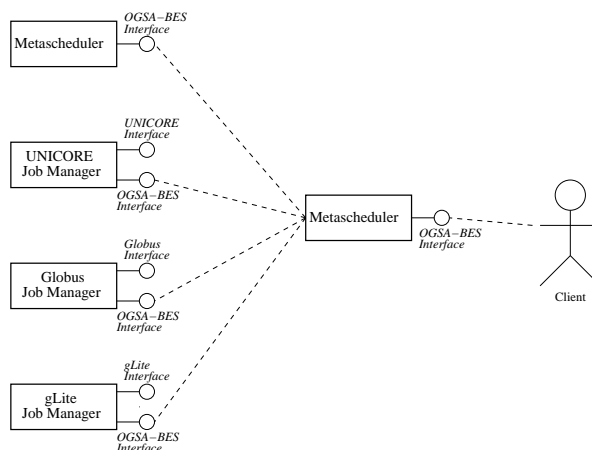 OGSA−BES
Interface
Metascheduler
UNICORE
Interface
UNICORE
Job Manager
OGSA−BES
Interface
Metascheduler
OGSA−BES
Interface
Client
Globus
Interface
Globus
Job Manager
OGSA−BES
Interface
gLite
Interface
gLite
Job Manager
OGSA−BES
Interface